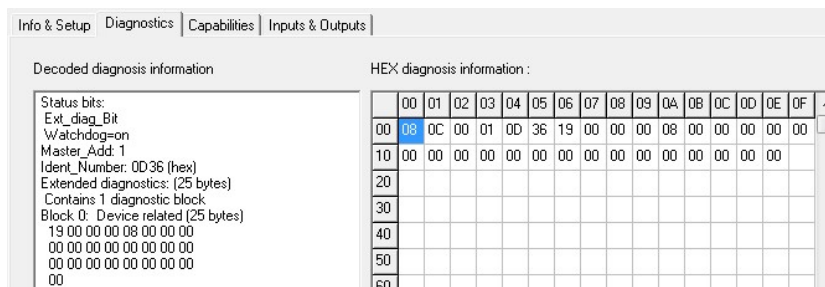 Info & Setup Diagnostics Capabilities Inputs & Outputs
Decoded diagnosis information
Status bits:
Ext_diag_Bit
Watchdog=on
Master_Add: 1
Ident_Number: 0D36 (hex)
Extended diagnostics: (25 bytes)
Contains 1 diagnostic block
Block 0: Device related (25 bytes)
19 00 00 00 08 00 00 00
00 00 00 00 00 00 00 00
00 00 00 00 00 00 00 00
00
HEX diagnosis information :
00 01 02 03 04 05 06 07 08 09 0A 0B 0C 0D 0E 0F
00 08 0C 00 01 0D 36 19 00 00 00 08 00 00 00 00 00
10 00 00 00 00 00 00 00 00 00 00 00 00 00 00 00
20
30
40
50
60